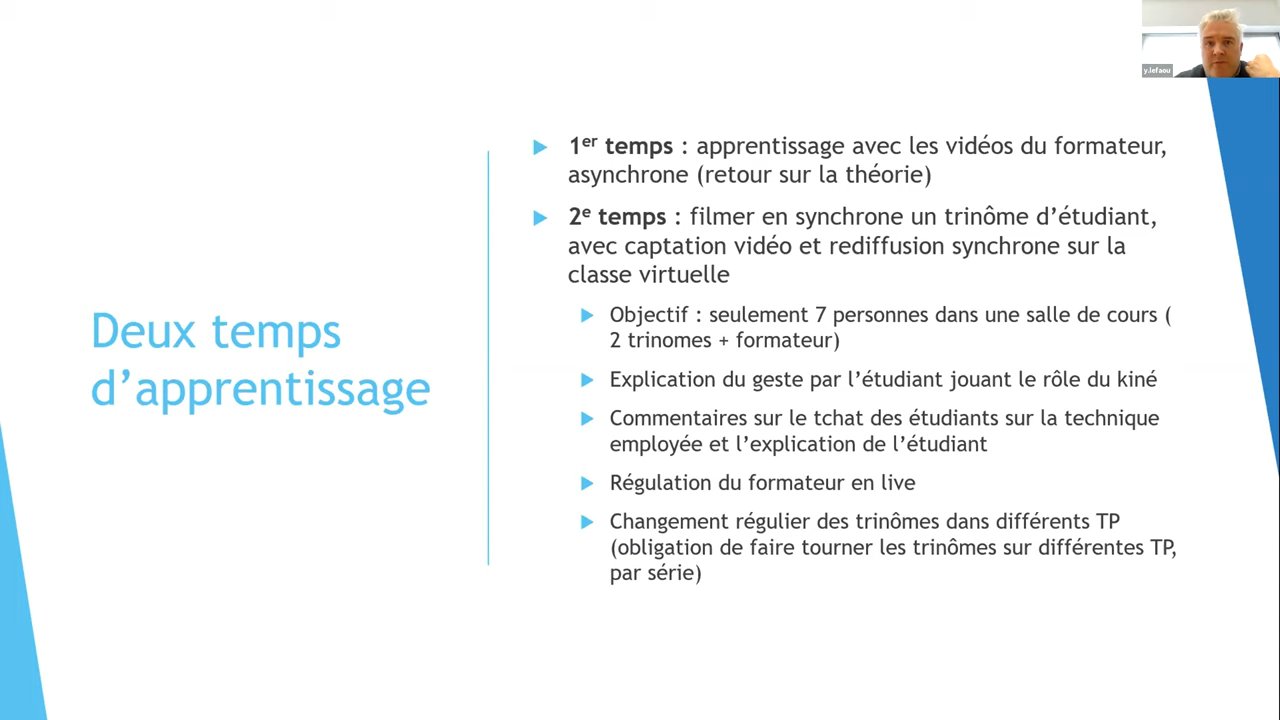 y.lefaou
Deux temps
d’apprentissage
1er temps : apprentissage avec les vidéos du formateur,
asynchrone (retour sur la théorie)
2e temps : filmer en synchrone un trinôme d’étudiant,
avec captation vidéo et rediffusion synchrone sur la
classe virtuelle
Objectif : seulement 7 personnes dans une salle de cours (
2 trinomes + formateur)
Explication du geste par l’étudiant jouant le rôle du kiné
Commentaires sur le tchat des étudiants sur la technique
employée et l’explication de l’étudiant
Régulation du formateur en live
Changement régulier des trinômes dans différents TP
(obligation de faire tourner les trinômes sur différentes TP,
par série)